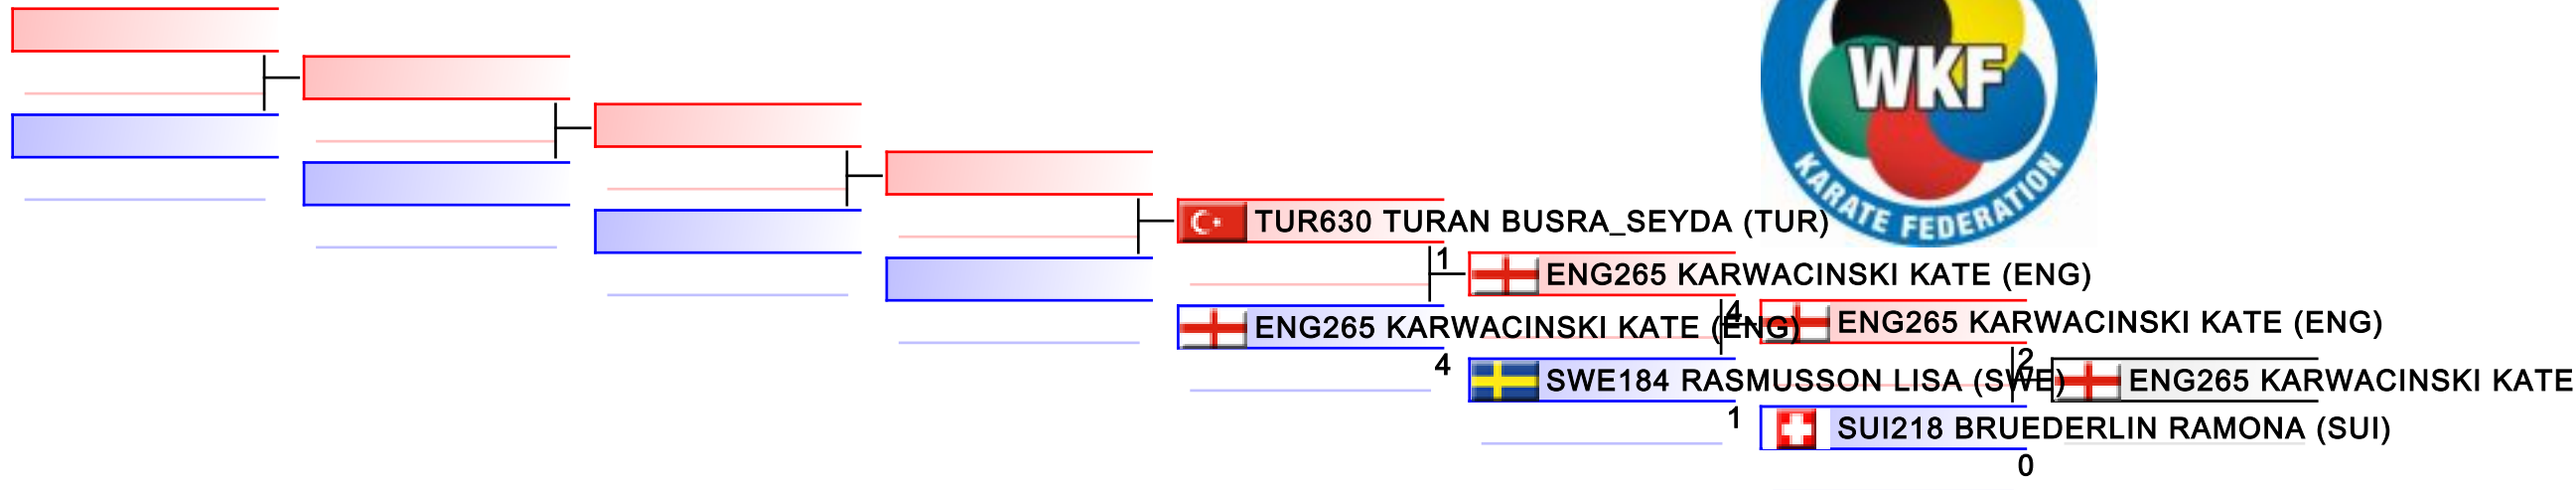 WKF
KARATE FEDERATION
TUR630 TURAN BUSRA_SEYDA (TUR)
1
ENG265 KARWACINSKI KATE (ENG)
4
ENG265 KARWACINSKI KATE (ENG)
ENG265 KARWACINSKI KATE (ENG)
4
2
SWE184 RASMUSSON LISA (SWE)
ENG265 KARWACINSKI KATE
1
SUI218 BRUEDERLIN RAMONA (SUI)
0